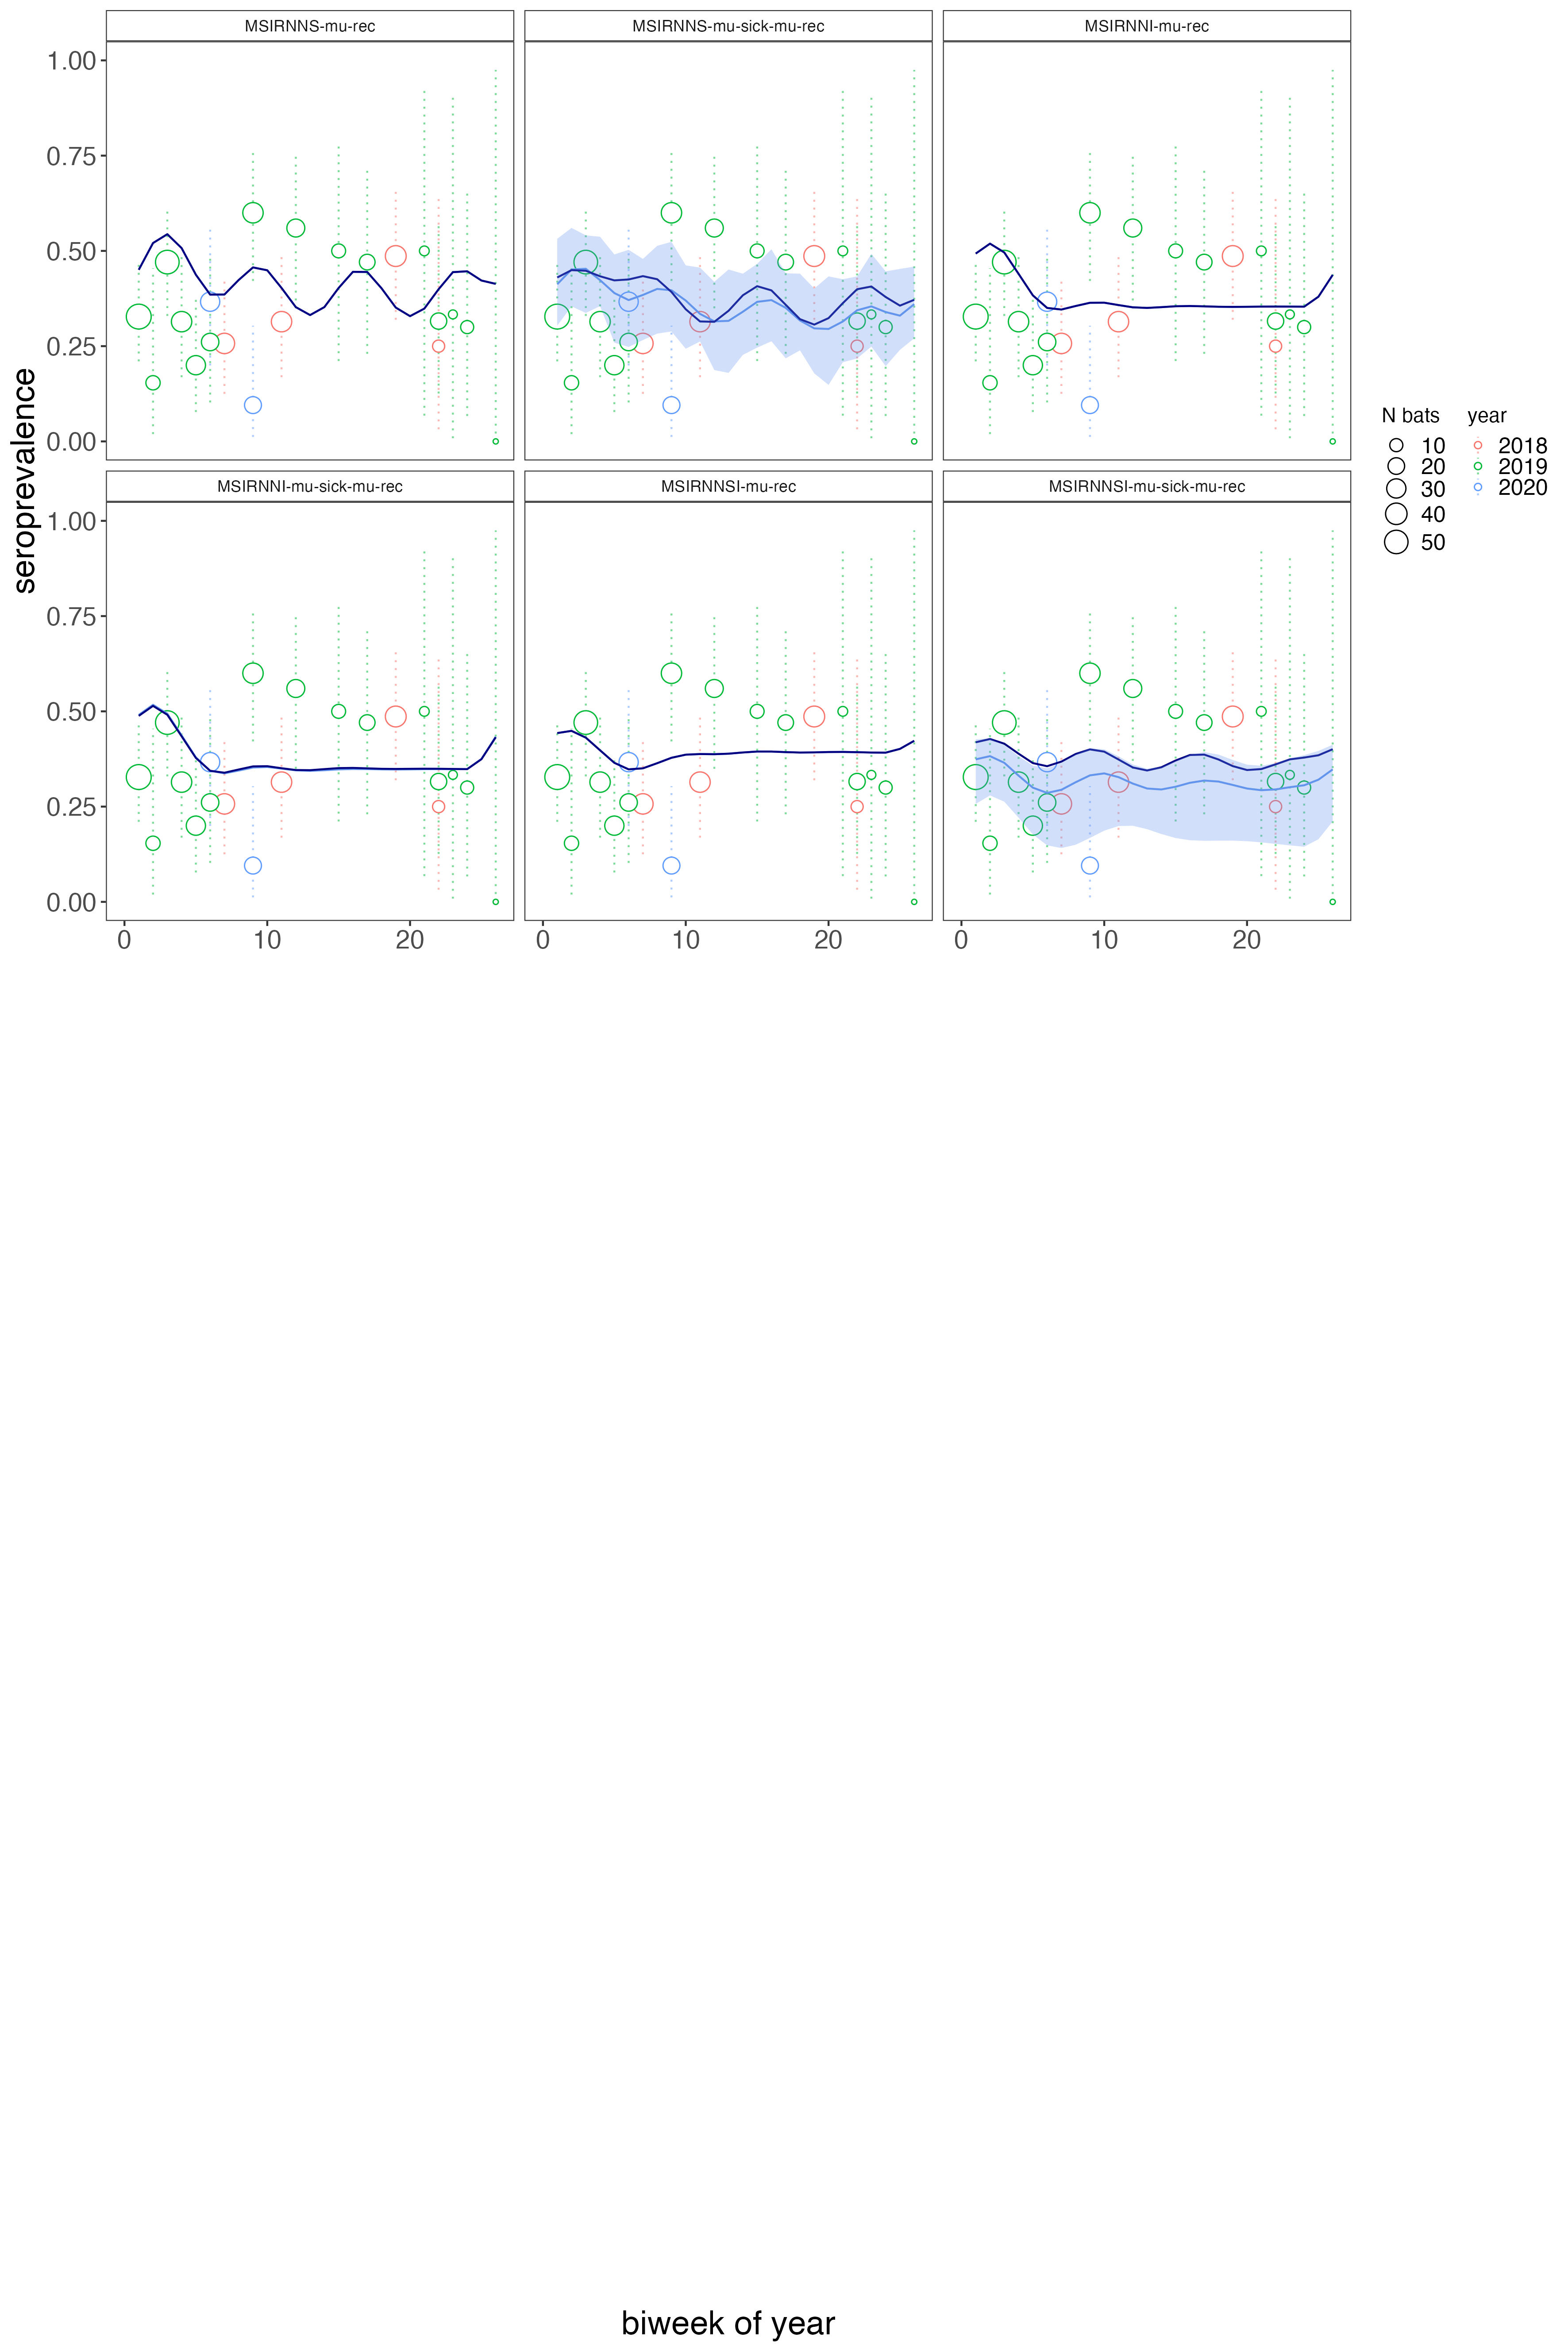 MSIRNNS-mu-rec
MSIRNNS-mu-sick-mu-rec
MSIRNNI-mu-rec
1.00
0.75
0.50
0.25
0.00
MSIRNNI-mu-sick-mu-rec
MSIRNNSI-mu-rec
MSIRNNSI-mu-sick-mu-rec
1.00
0.75
0.50
0.25
0.00
0 10 20
0 10 20
0 10 20
seroprevalence
biweek of year
N bats
10
20
30
40
50
year
2018
2019
2020